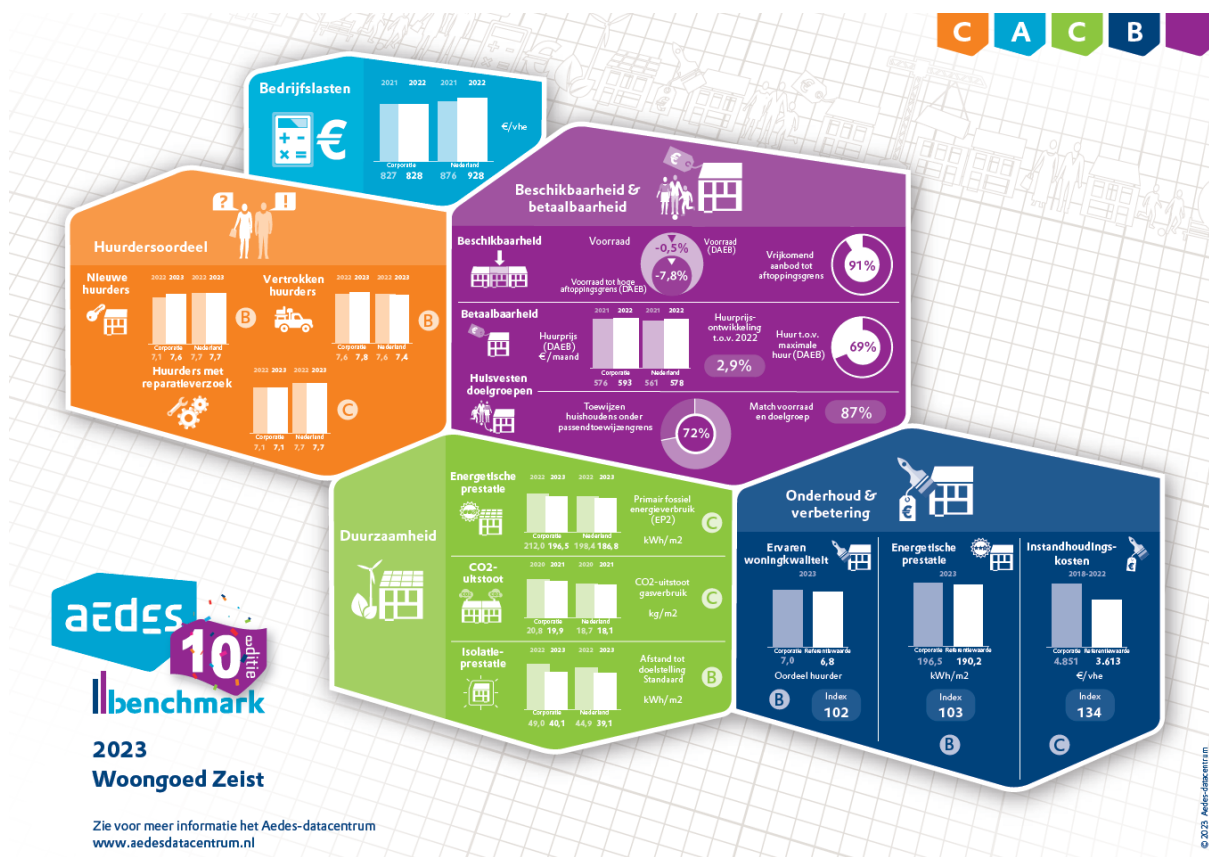 C A C B
Bedrijfslasten
2021 2022 2021 2022
€/vhe
Corporatie Nederland
827 828 876 928
Huurdersoordeel
Nieuwe
huurders
2022 2023 2022 2023
Corporatie Nederland
7,1 7,6 7,7 7,7
B
Vertrokken
huurders
2022 2023 2022 2023
Corporatie Nederland
7,6 7,8 7,6 7,4
B
Huurders met
reparatieverzoek
2022 2023 2022 2023
Corporatie Nederland
7,1 7,1 7,7 7,7
C
Beschikbaarheid &
betaalbaarheid
Beschikbaarheid
Voorraad
-0,5%
Voorraad
(DAEB)
-7,8%
Voorraad tot hoge
aftoppingsgrens (DAEB)
Vrijkomend
aanbod tot
aftoppingsgrens
91%
Betaalbaarheid
Huurprijs
(DAEB)
€/maand
2021 2022 2021 2022
Corporatie Nederland
576 593 561 578
Huurprijs-
ontwikkeling
t.o.v. 2022
2,9%
Huur t.o.v.
maximale
huur (DAEB)
69%
Huisvesten
doelgroepen
Toewijzen
huishoudens onder
passendtoewijzengrens
72%
Match voorraad
en doelgroep
87%
Duurzaamheid
Energetische
prestatie
2022 2023 2022 2023
Corporatie Nederland
212,0 196,5 198,4 186,8
Primair fossiel
energieverbruik
(EP2)
kWh/m2
C
CO2-
uitstoot
2020 2021 2020 2021
Corporatie Nederland
20,8 19,9 18,7 18,1
CO2-uitstoot
gasverbruik
kg/m2
C
Isolatie-
prestatie
2022 2023 2022 2023
Corporatie Nederland
49,0 40,1 44,9 39,1
Afstand tot
doelstelling
Standaard
kWh/m2
B
Onderhoud &
verbetering
Ervaren
woningkwaliteit
2023
Corporatie Referentiewaarde
7,0 6,8
Oordeel huurder
B
Index
102
Energetische
prestatie
2023
Corporatie Referentiewaarde
196,5 190,2
kWh/m2
Index
103
B
Instandhoudings-
kosten
2018-2022
Corporatie Referentiewaarde
4.851 3.613
€/vhe
Index
134
C
aedes
10
editie
benchmark
2023
Woongoed Zeist
Zie voor meer informatie het Aedes-datacentrum
www.aedesdatacentrum.nl
© 2023 Aedes-datacentrum